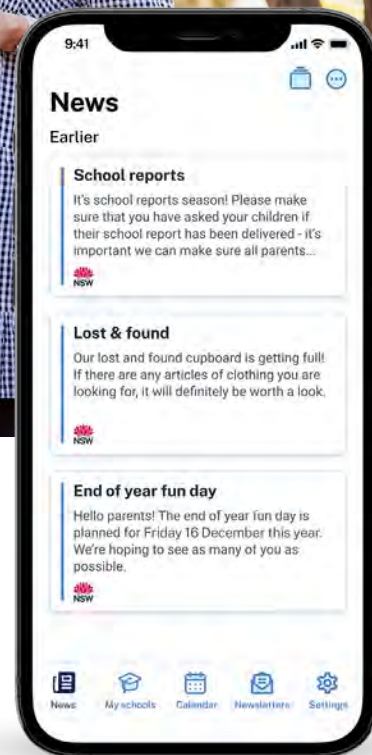 9:41
News
Earlier
School reports
It's school reports season! Please make
sure that you have asked your children if
their school report has been delivered - it's
important we can make sure all parents...
NSW
Lost & found
Our lost and found cupboard is getting full!
If there are any articles of clothing you are
looking for, it will definitely be worth a look.
NSW
End of year fun day
Hello parents! The end of year fun day is
planned for Friday 16 December this year.
We're hoping to see as many of you as
possible.
NSW
News My schools Calendar Newsletters Settings